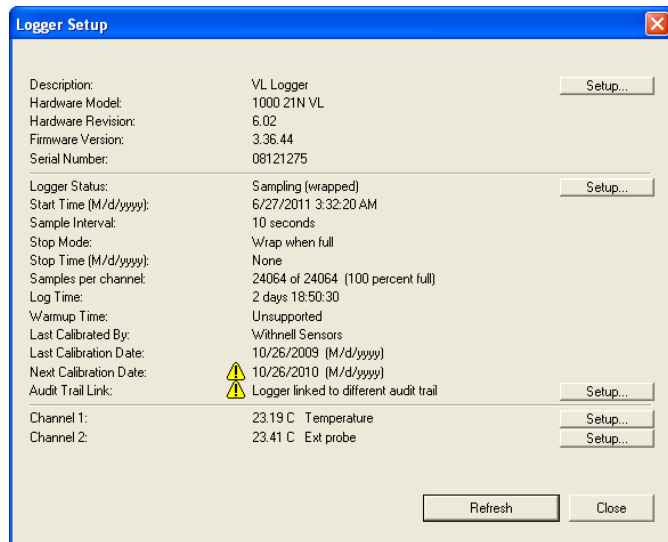 Logger Setup
Description: VL Logger Setup...
Hardware Model: 1000 21N VL
Hardware Revision: 6.02
Firmware Version: 3.36.44
Serial Number: 08121275
Logger Status: Sampling (wrapped) Setup...
Start Time (M/d/yyyy): 6/27/2011 3:32:20 AM
Sample Interval: 10 seconds
Stop Mode: Wrap when full
Stop Time (M/d/yyyy): None
Samples per channel: 24064 of 24064 (100 percent full)
Log Time: 2 days 18:50:30
Warmup Time: Unsupported
Last Calibrated By: Withnell Sensors
Last Calibration Date: 10/26/2009 (M/d/yyyy)
Next Calibration Date: 10/26/2010 (M/d/yyyy)
Audit Trail Link: Logger linked to different audit trail Setup...
Channel 1: 23.19 C Temperature Setup...
Channel 2: 23.41 C Ext probe Setup...
Refresh Close